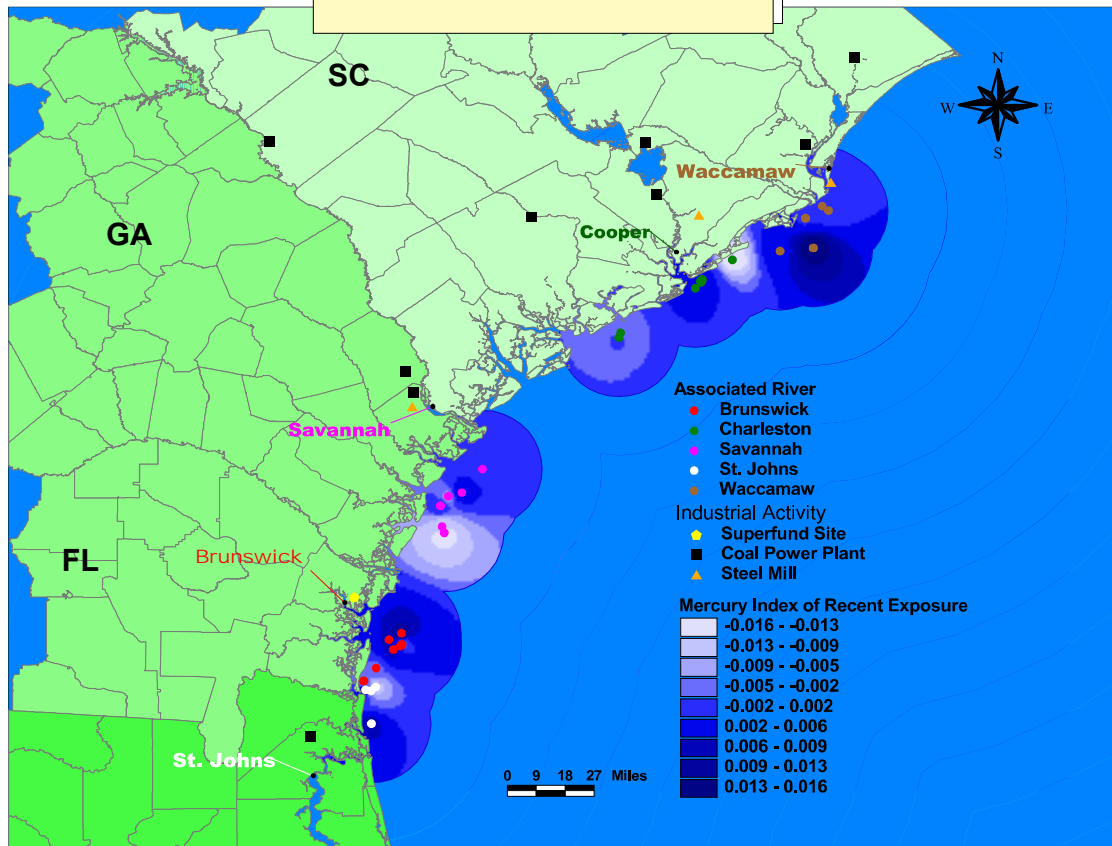 SC
N
W E
S
Waccamaw
GA
Cooper
Associated River
Brunswick
Charleston
Savannah
St. Johns
Waccamaw
Industrial Activity
Superfund Site
Coal Power Plant
Steel Mill
Savannah
FL
Brunswick
Mercury Index of Recent Exposure
-0.016 - -0.013
-0.013 - -0.009
-0.009 - -0.005
-0.005 - -0.002
-0.002 - 0.002
0.002 - 0.006
0.006 - 0.009
0.009 - 0.013
0.013 - 0.016
St. Johns
0 9 18 27 Miles